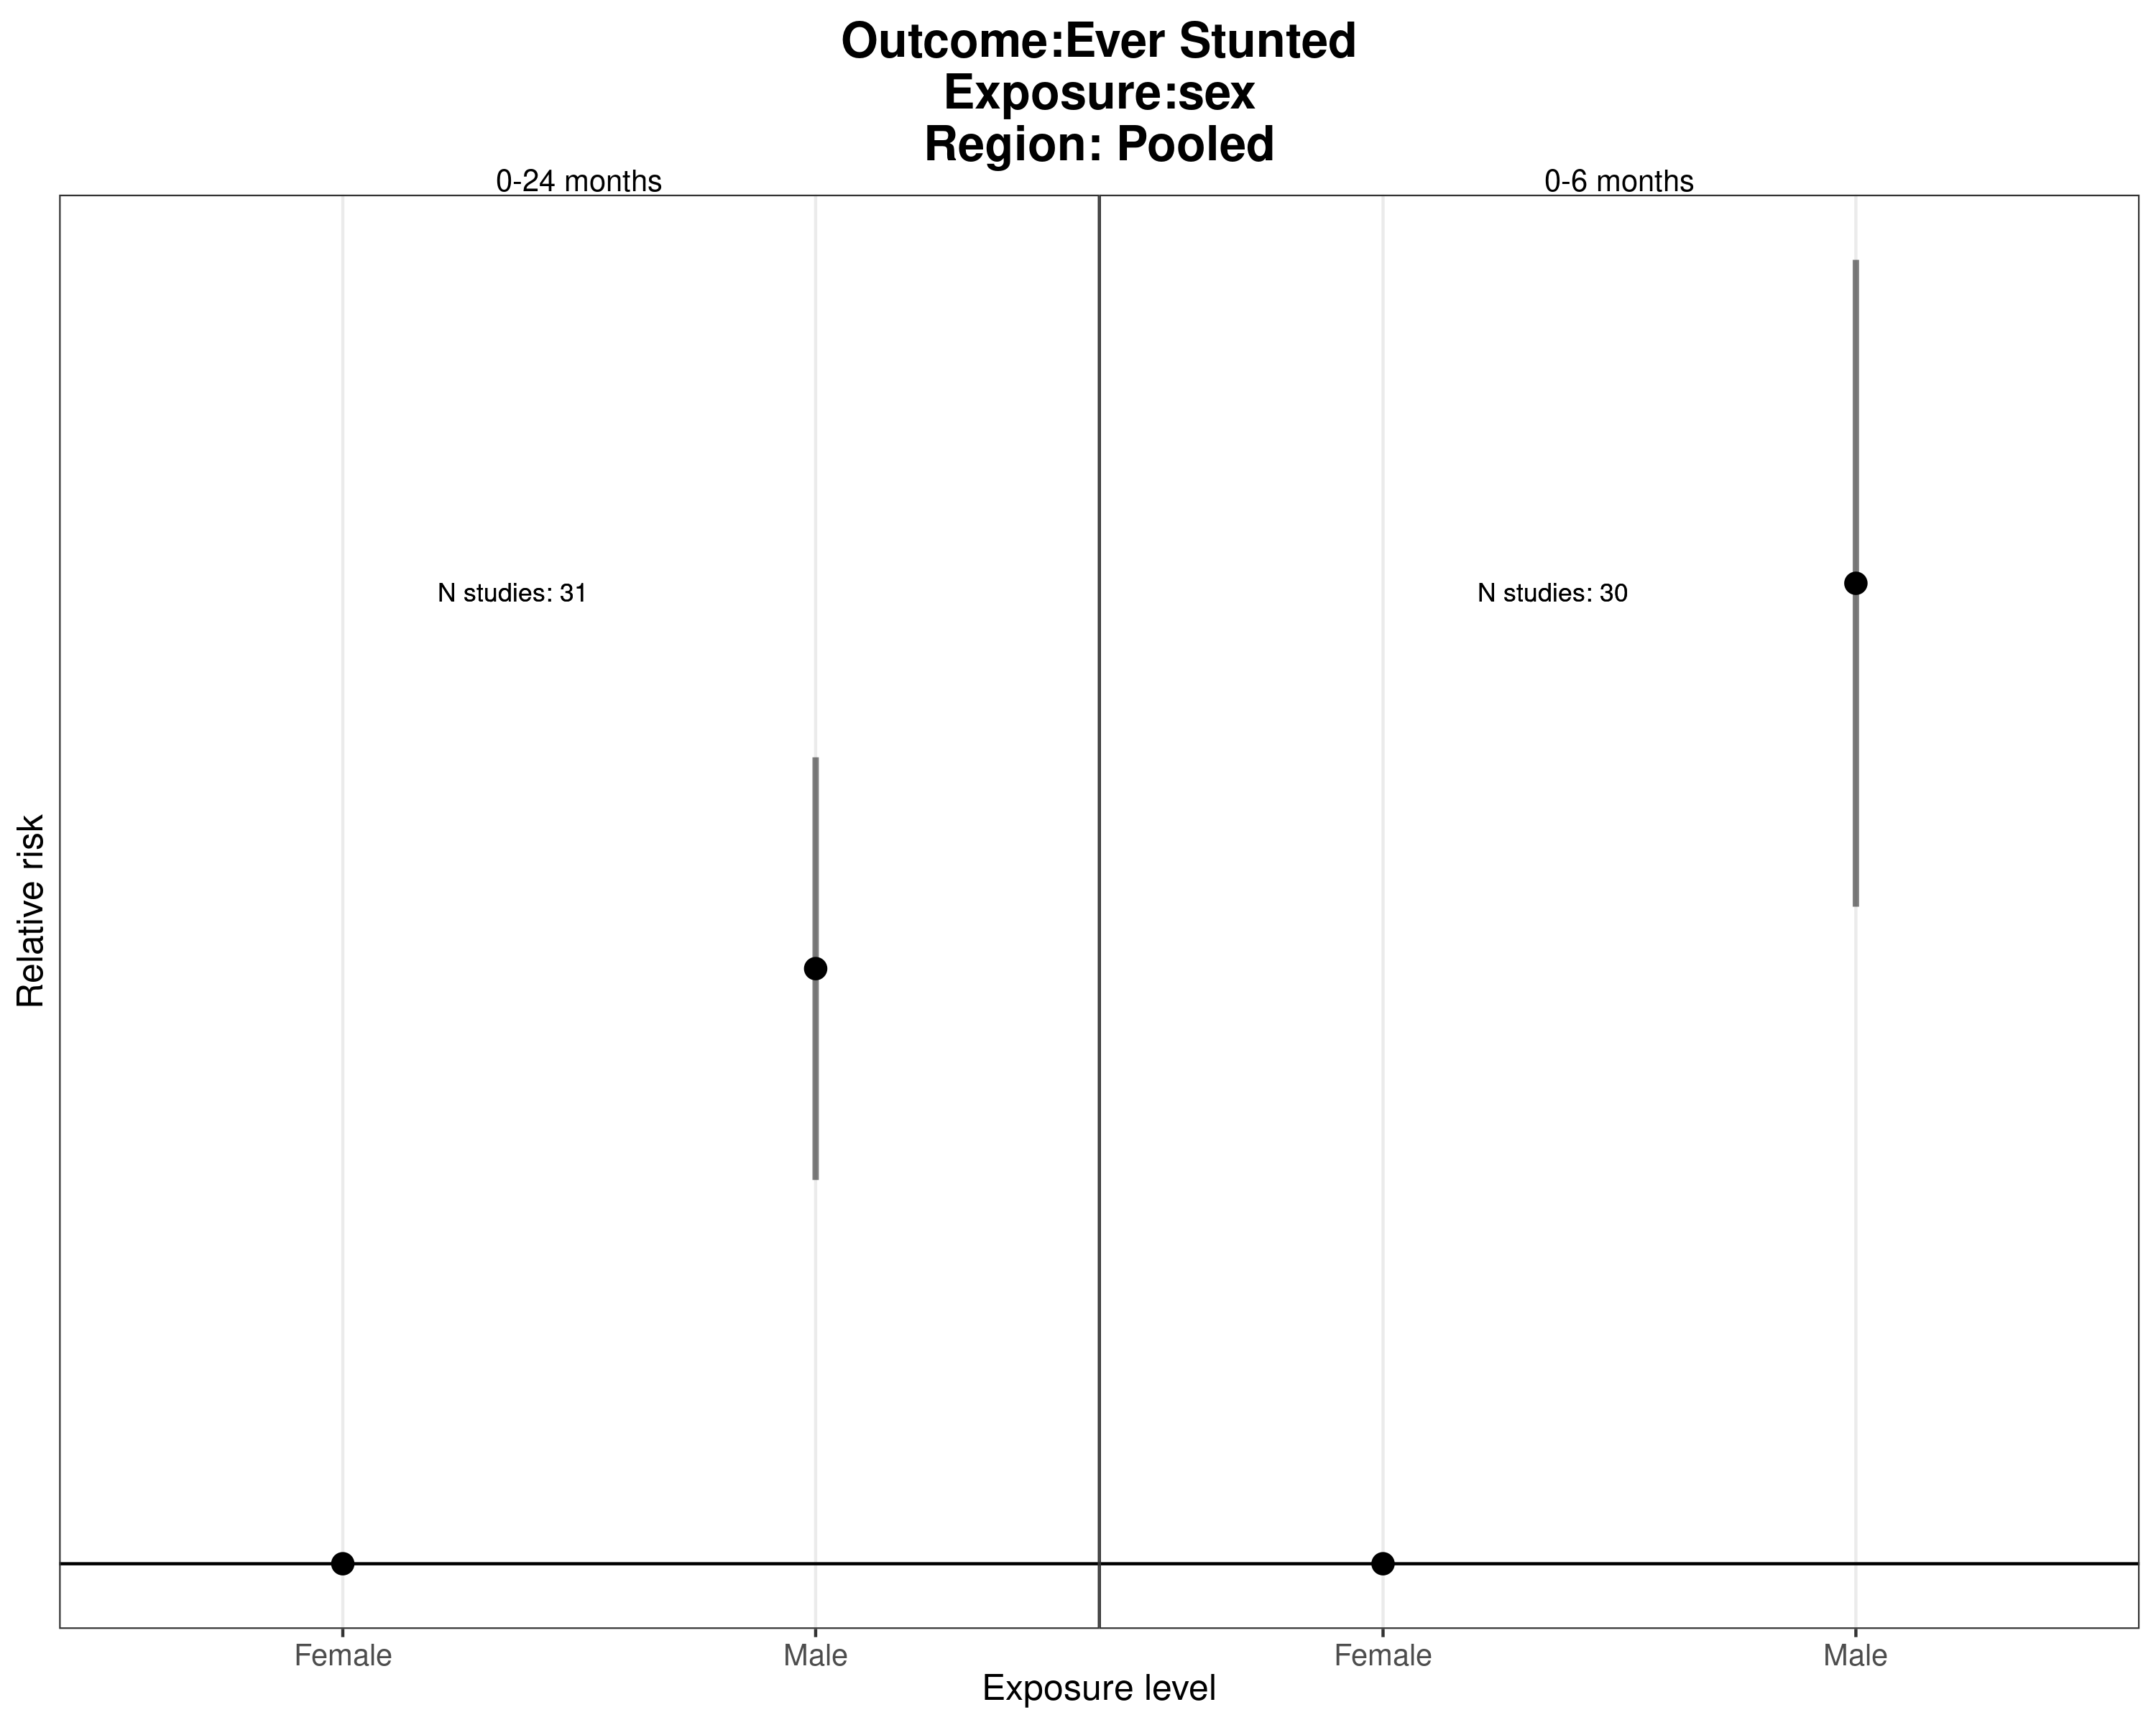 Outcome:Ever Stunted
Exposure:sex
Region: Pooled
0-24 months
0-6 months
N studies: 31
N studies: 30
Relative risk
Female
Male
Female
Male
Exposure level